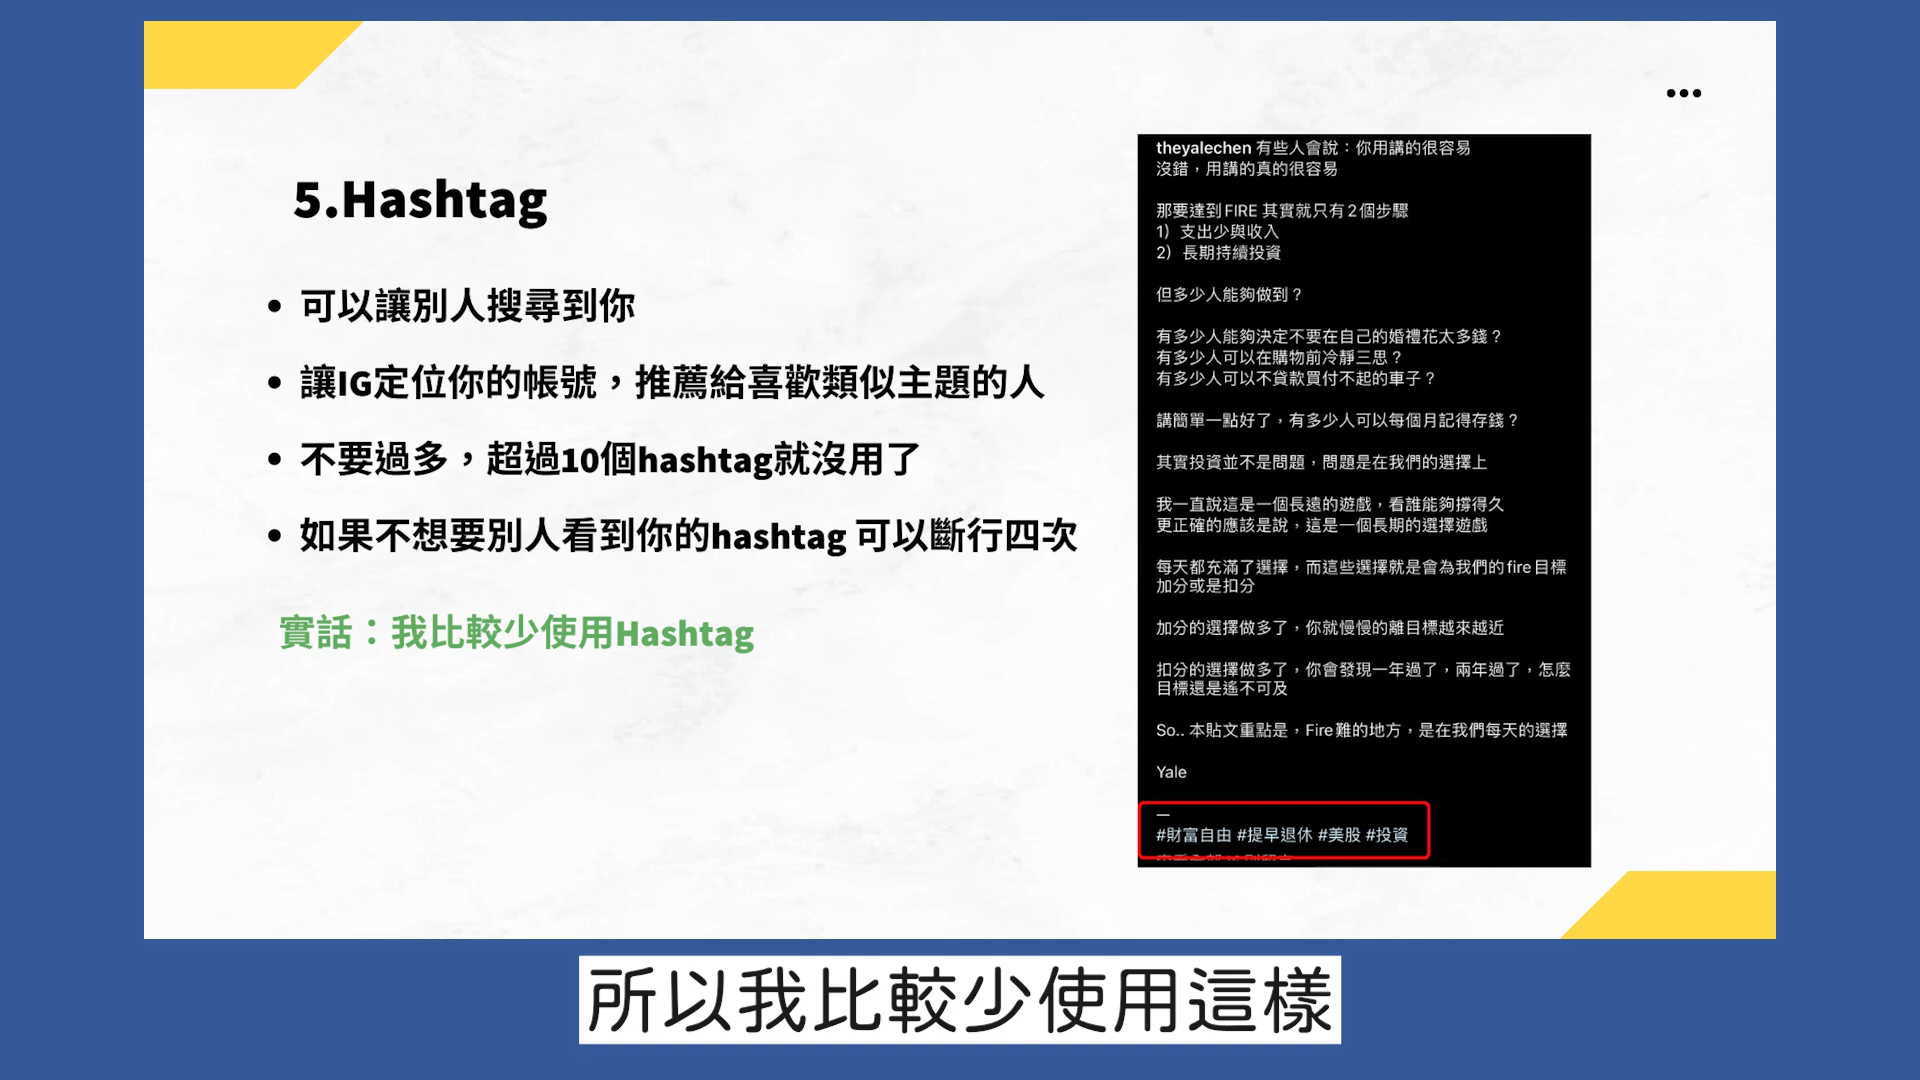 5.Hashtag
• 可以讓別人搜尋到你
• 讓IG定位你的帳號，推薦給喜歡類似主題的人
• 不要過多，超過10個hashtag就沒用了
• 如果不想要別人看到你的hashtag 可以斷行四次
實話：我比較少使用Hashtag
theyalechen 有些人會說：你用講的很容易
沒錯，用講的真的很容易
那要達到FIRE 其實就只有2個步驟
1）支出少與收入
2）長期持續投資
但多少人能夠做到？
有多少人能夠決定不要在自己的婚禮花太多錢？
有多少人可以在購物前冷靜三思？
有多少人可以不貸款買付不起的車子？
講簡單一點好了，有多少人可以每個月記得存錢？
其實投資並不是問題，問題是在我們的選擇上
我一直說這是一個長遠的遊戲，看誰能夠撐得久
更正確的應該是說，這是一個長期的選擇遊戲
每天都充滿了選擇，而這些選擇就是會為我們的fire目標
加分或是扣分
加分的選擇做多了，你就慢慢的離目標越來越近
扣分的選擇做多了，你會發現一年過了，兩年過了，怎麼
目標還是遙不可及
So.. 本貼文重點是，Fire難的地方，是在我們每天的選擇
Yale
—
#財富自由 #提早退休 #美股 #投資
所以我比較少使用這樣